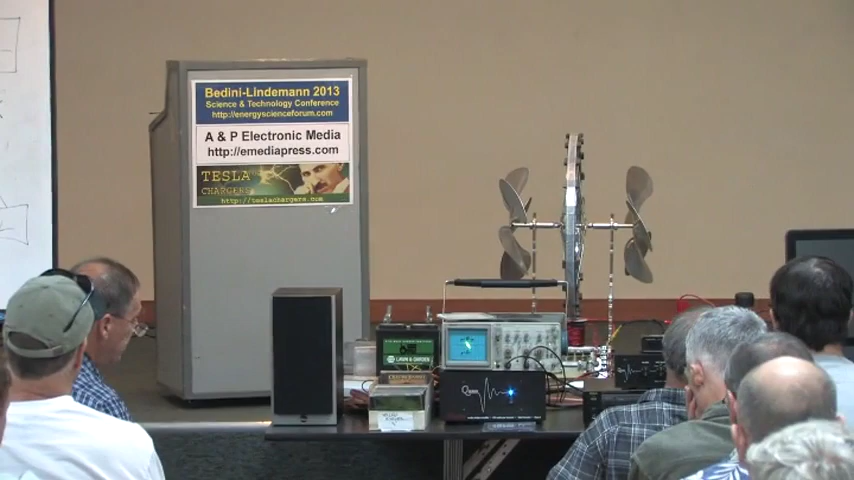 Bedini-Lindemann 2013
Science & Technology Conference
http://energyscienceforum.com
A & P Electronic Media
http://emediapress.com
TESLA
CHARGERS
http://teslachargers.com
LAWN & GARDEN